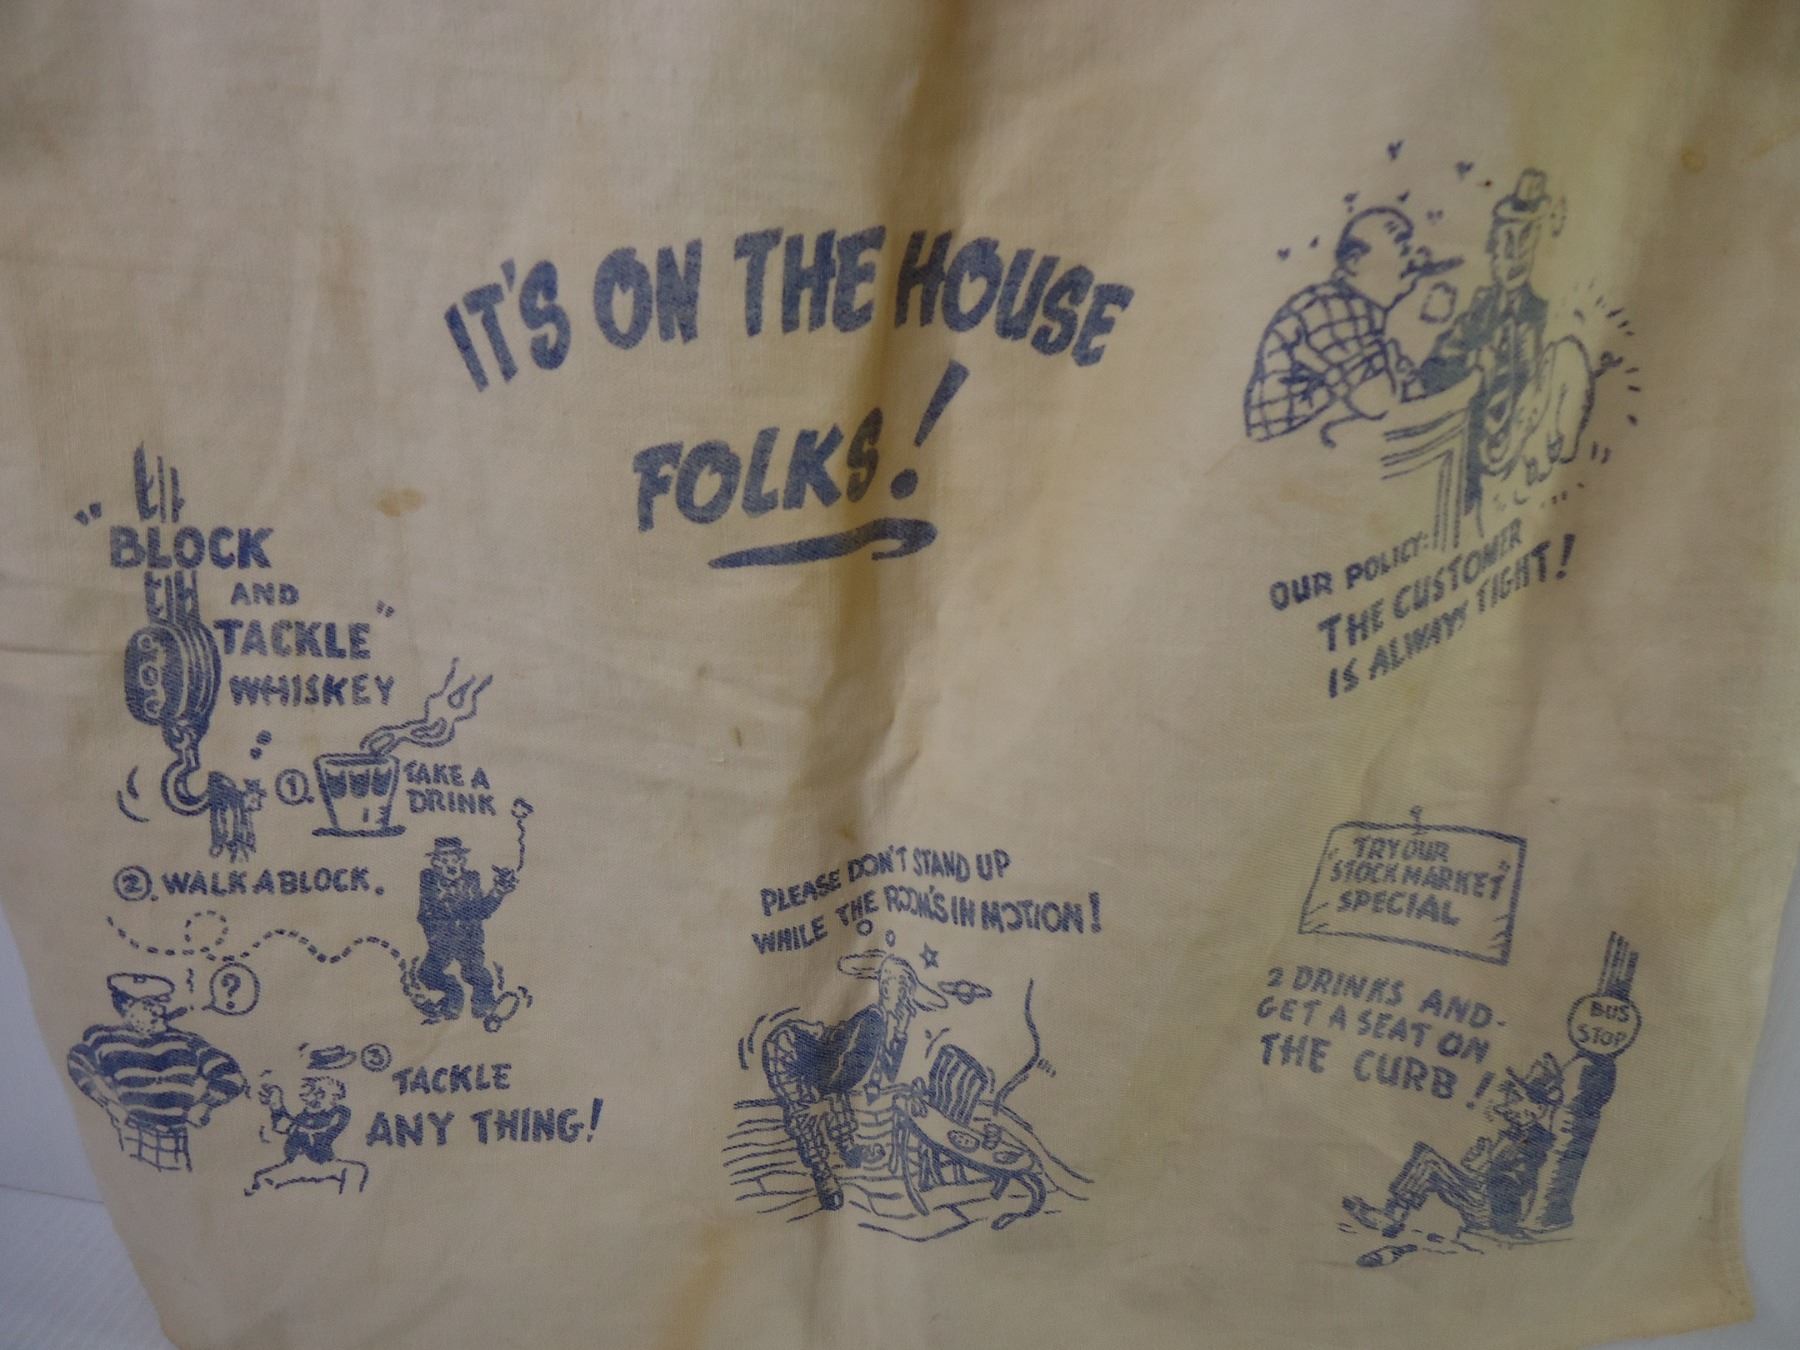 IT'S ON THE HOUSE
FOLKS!
OUR POLICY:
THE CUSTOMER
IS ALWAYS TIGHT!
"BLOCK
AND
TACKLE"
WHISKEY
1. TAKE A
DRINK
2. WALK A BLOCK.
?
3 TACKLE
ANY THING!
PLEASE DON'T STAND UP
WHILE THE ROOM'S IN MOTION!
"TRY OUR
STOCK MARKET"
SPECIAL
2 DRINKS AND-
GET A SEAT ON
THE CURB!
BUS
STOP